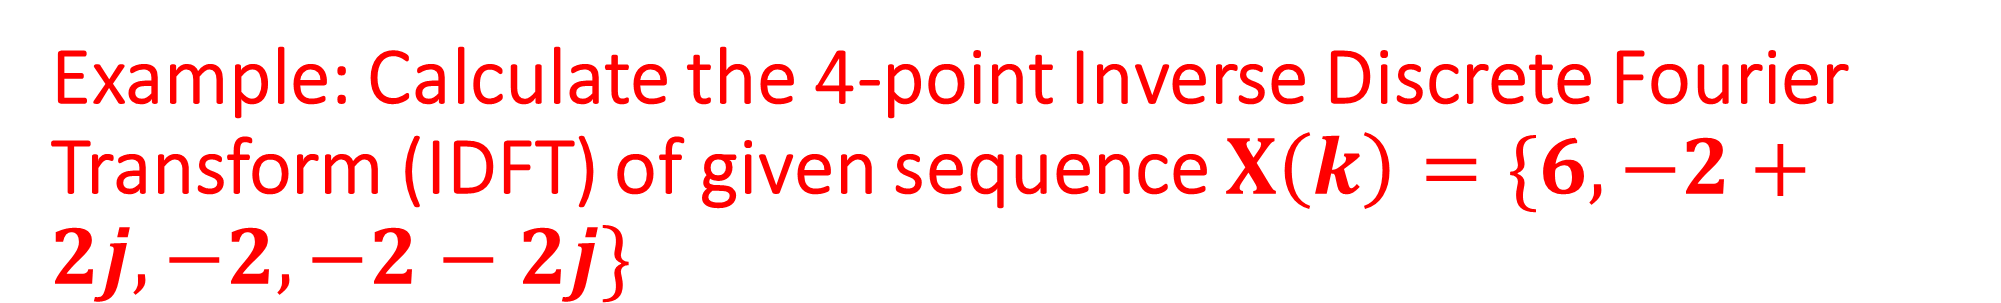 Example: Calculate the 4-point Inverse Discrete Fourier
Transform (IDFT) of given sequence 𝐗(𝒌) = {𝟔, −𝟐 +
𝟐𝒋, −𝟐, −𝟐 − 𝟐𝒋}